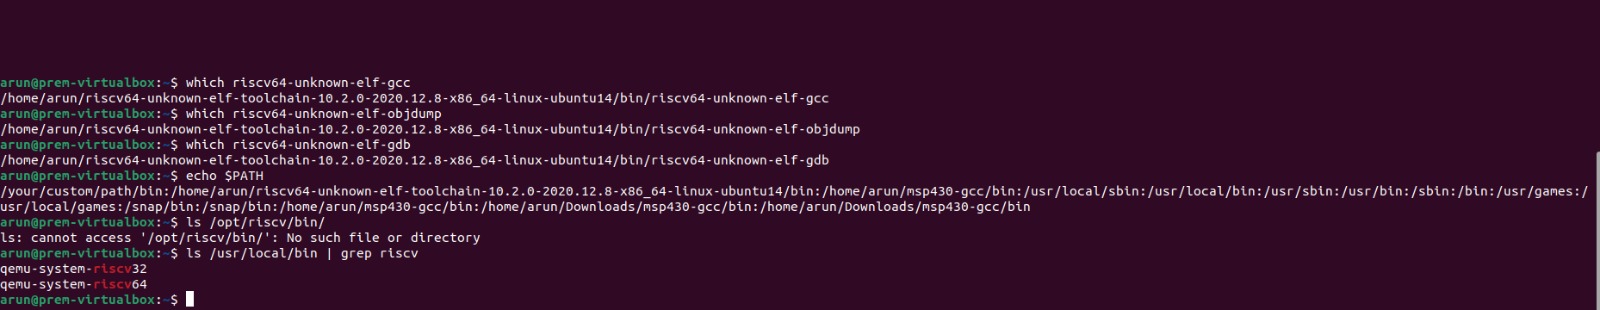 arun@prem-virtualbox:~$ which riscv64-unknown-elf-gcc
/home/arun/riscv64-unknown-elf-toolchain-10.2.0-2020.12.8-x86_64-linux-ubuntu14/bin/riscv64-unknown-elf-gcc
arun@prem-virtualbox:~$ which riscv64-unknown-elf-objdump
/home/arun/riscv64-unknown-elf-toolchain-10.2.0-2020.12.8-x86_64-linux-ubuntu14/bin/riscv64-unknown-elf-objdump
arun@prem-virtualbox:~$ which riscv64-unknown-elf-gdb
/home/arun/riscv64-unknown-elf-toolchain-10.2.0-2020.12.8-x86_64-linux-ubuntu14/bin/riscv64-unknown-elf-gdb
arun@prem-virtualbox:~$ echo $PATH
/your/custom/path/bin:/home/arun/riscv64-unknown-elf-toolchain-10.2.0-2020.12.8-x86_64-linux-ubuntu14/bin:/home/arun/msp430-gcc/bin:/usr/local/sbin:/usr/local/bin:/usr/sbin:/usr/bin:/sbin:/bin:/usr/games:/
usr/local/games:/snap/bin:/snap/bin:/home/arun/msp430-gcc/bin:/home/arun/Downloads/msp430-gcc/bin:/home/arun/Downloads/msp430-gcc/bin
arun@prem-virtualbox:~$ ls /opt/riscv/bin/
ls: cannot access '/opt/riscv/bin/': No such file or directory
arun@prem-virtualbox:~$ ls /usr/local/bin | grep riscv
qemu-system-riscv32
qemu-system-riscv64
arun@prem-virtualbox:~$